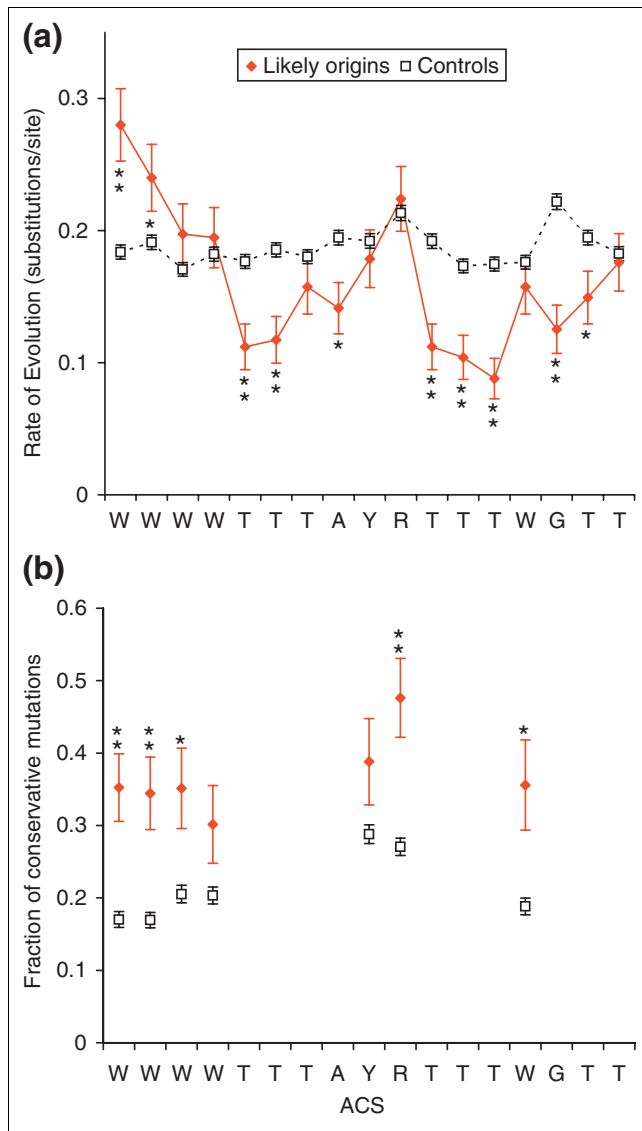 (a)
Likely origins Controls
Rate of Evolution (substitutions/site)
0.3
0.2
0.1
0
* * * * * * * * * * * * * * * * * *
W W W W T T T A Y R T T T W G T T
(b)
Fraction of conservative mutations
0.6
0.5
0.4
0.3
0.2
0.1
0
* * * * * * * *
W W W W T T T A Y R T T T W G T T
ACS